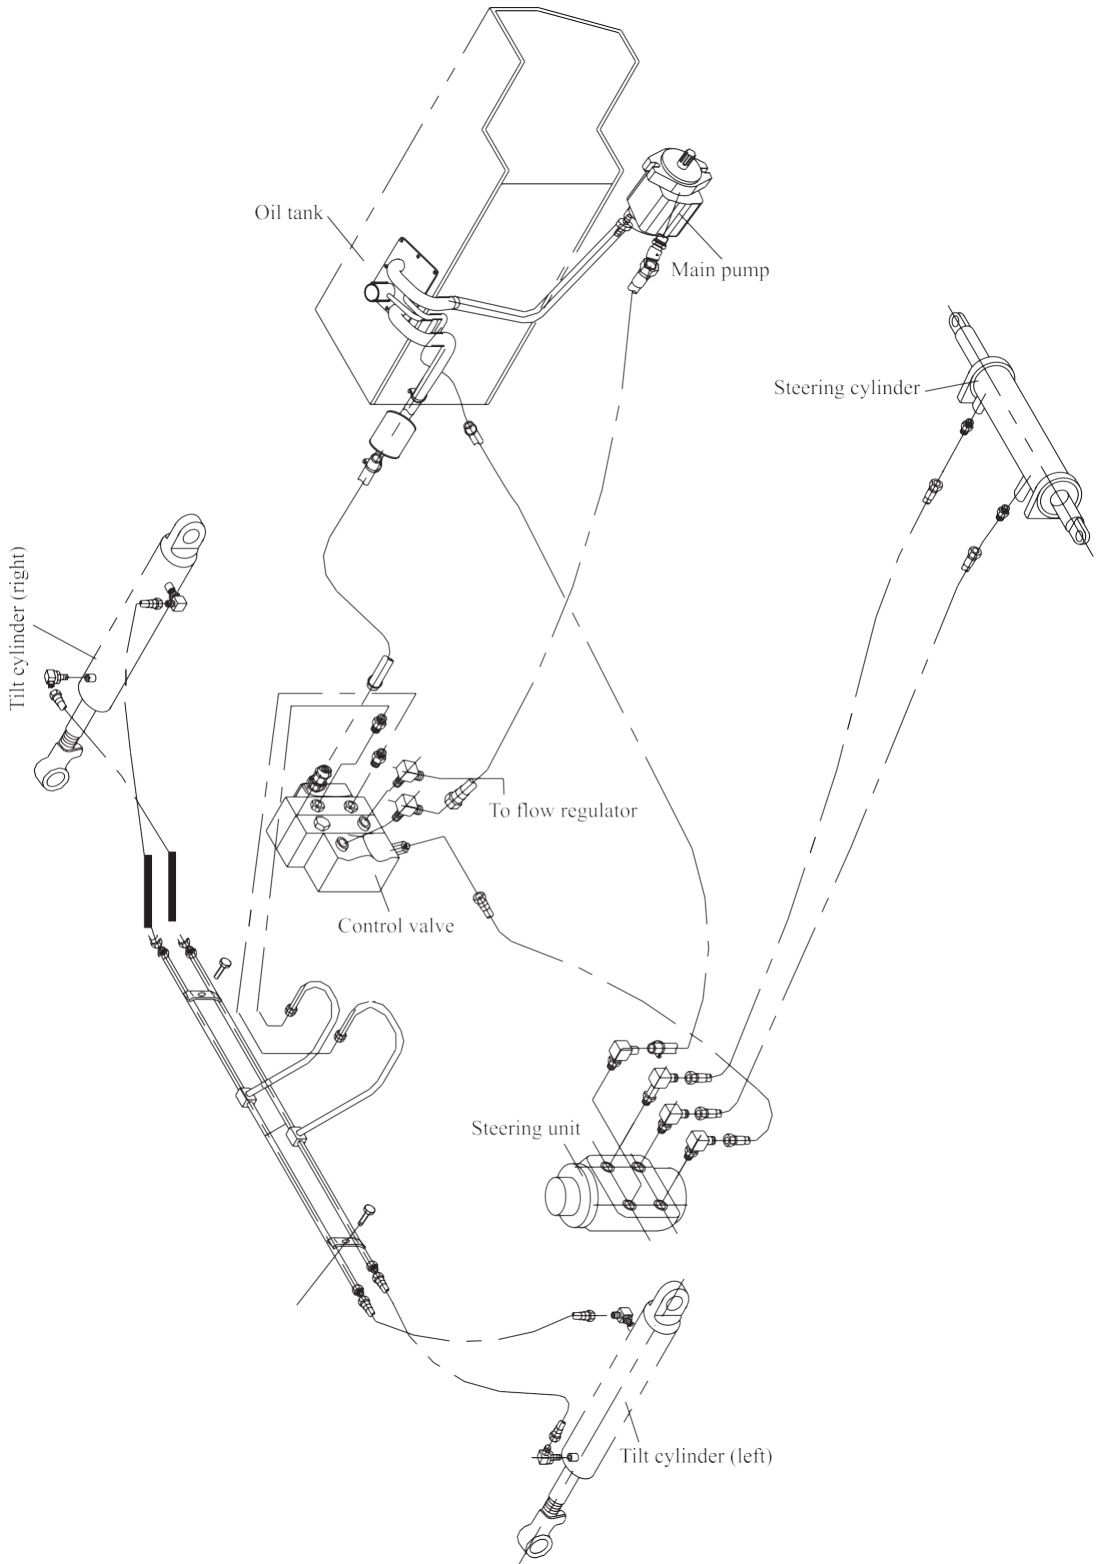 Oil tank
Main pump
Steering cylinder
Tilt cylinder (right)
To flow regulator
Control valve
Steering unit
Tilt cylinder (left)